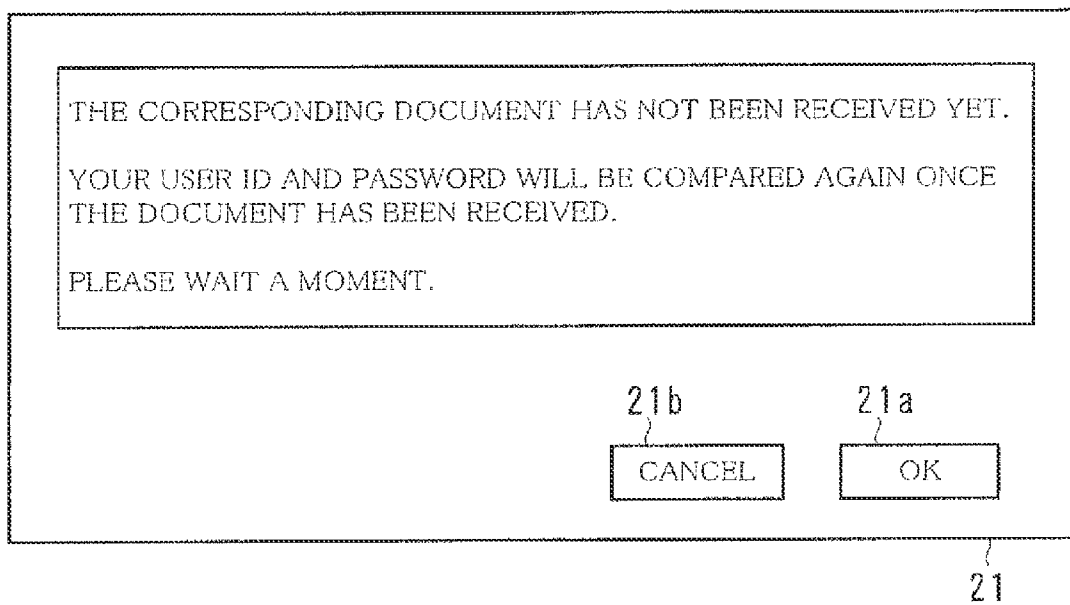 THE CORRESPONDING DOCUMENT HAS NOT BEEN RECEIVED YET.
YOUR USER ID AND PASSWORD WILL BE COMPARED AGAIN ONCE
THE DOCUMENT HAS BEEN RECEIVED.
PLEASE WAIT A MOMENT.
21b 21a
CANCEL OK
21